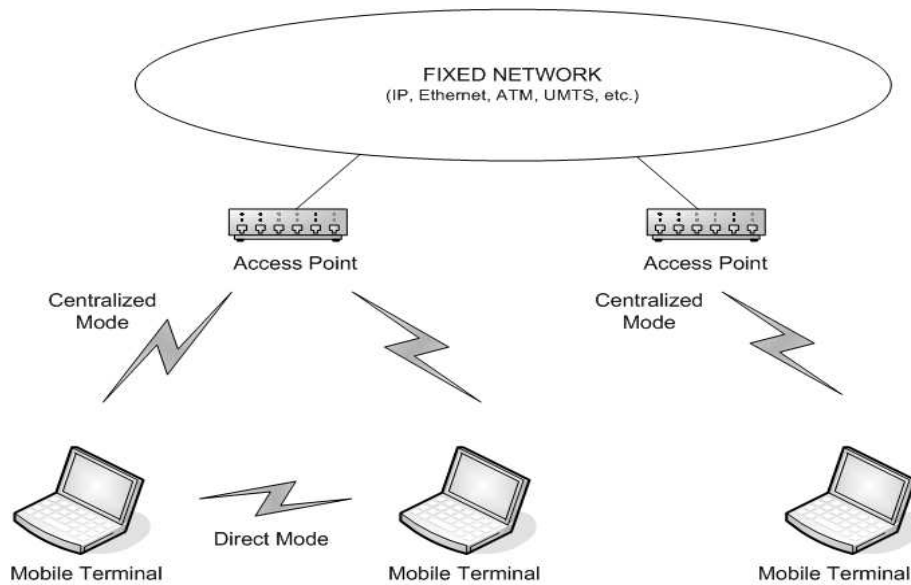 FIXED NETWORK
(IP, Ethernet, ATM, UMTS, etc.)
Access Point
Access Point
Centralized
Mode
Centralized
Mode
Direct Mode
Mobile Terminal
Mobile Terminal
Mobile Terminal